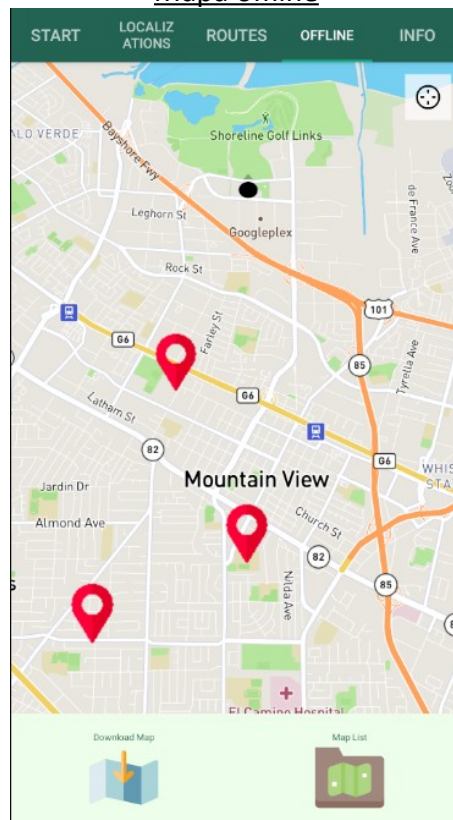 Mapa offline
START
LOCALIZ
ATIONS
ROUTES
OFFLINE
INFO
ALO VERDE
Bayshore Fwy
Shoreline Golf Links
de France Ave
Leghorn St
Googleplex
Rock St
101
G6
Farley St
85
Tyrella Ave
G6
Latham St
82
G6
WHIS
STA
Mountain View
Jardin Dr
Church St
Almond Ave
82
s
Nilda Ave
85
El Camino Hospital
Download Map
Map List